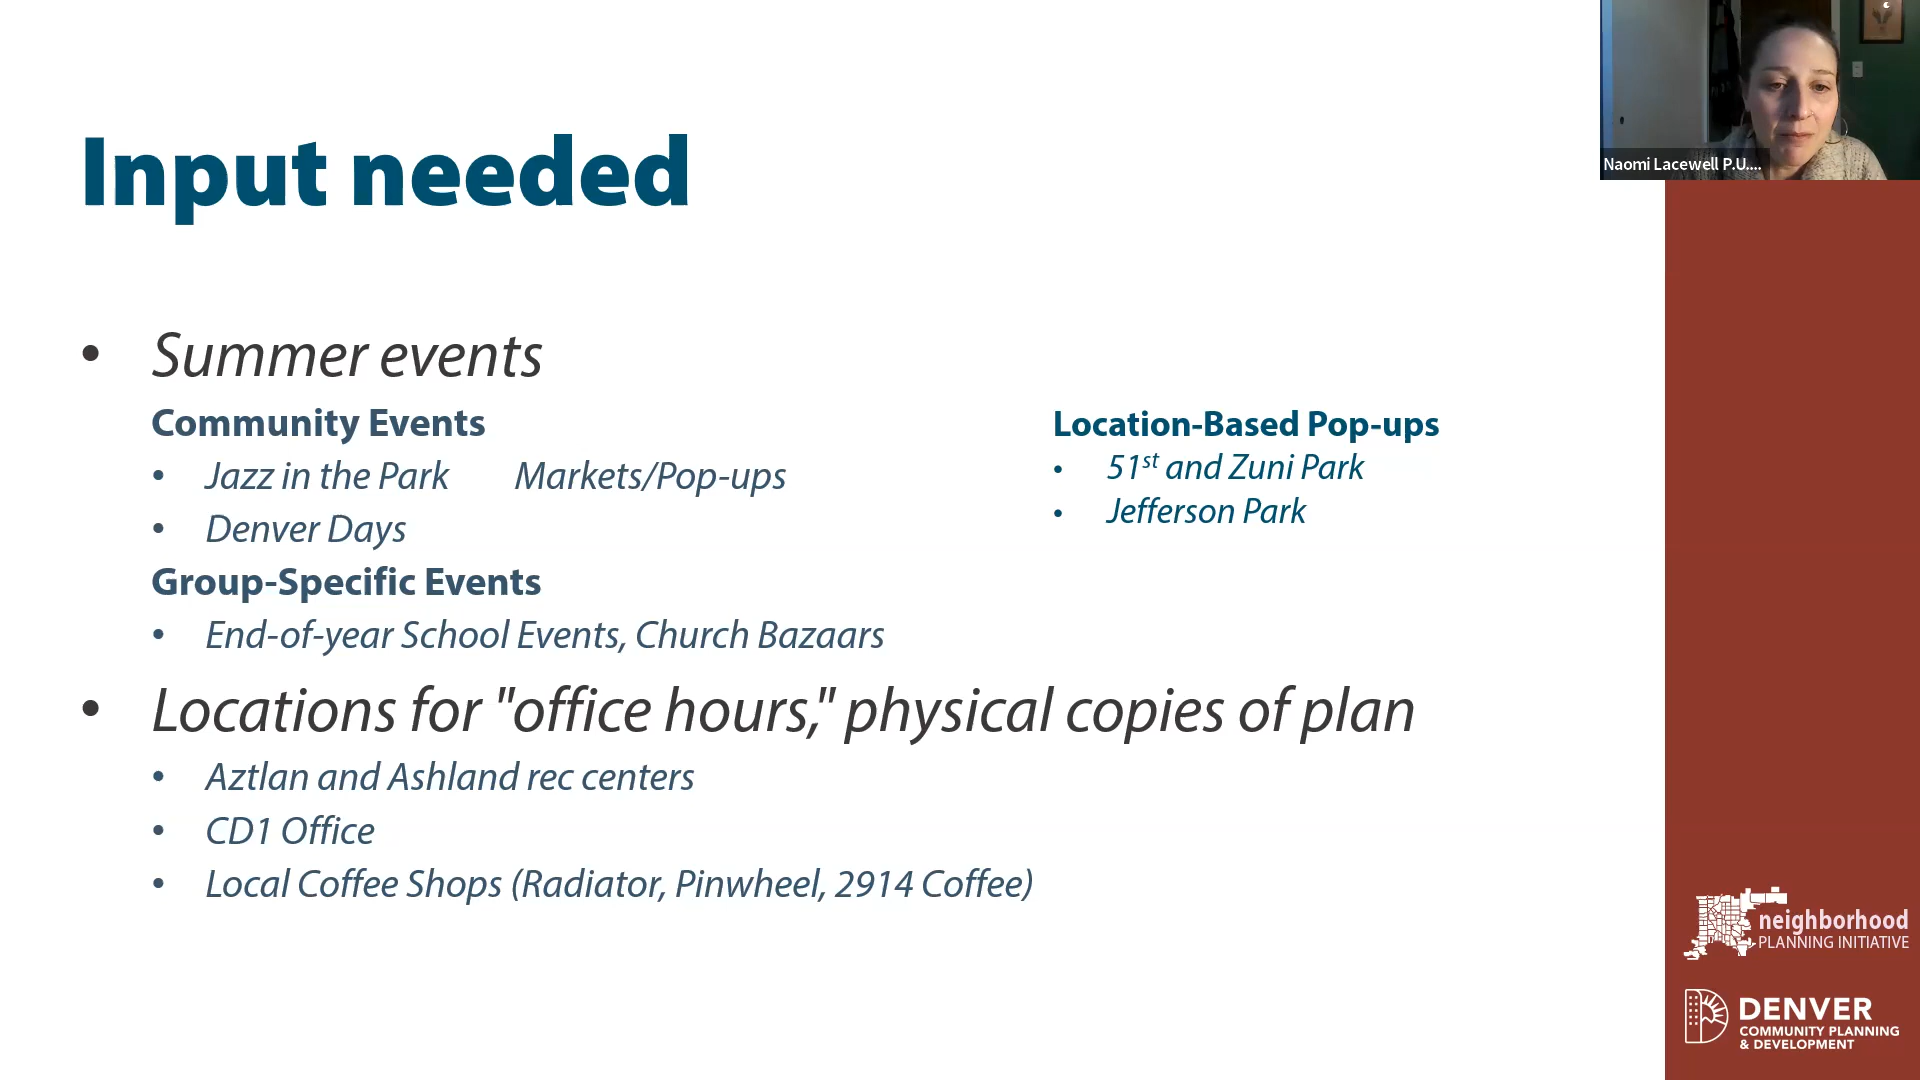 Input needed
• Summer events
Community Events
• Jazz in the Park Markets/Pop-ups
• Denver Days
Group-Specific Events
• End-of-year School Events, Church Bazaars
Location-Based Pop-ups
• 51st and Zuni Park
• Jefferson Park
• Locations for "office hours," physical copies of plan
• Aztlan and Ashland rec centers
• CD1 Office
• Local Coffee Shops (Radiator, Pinwheel, 2914 Coffee)
Naomi Lacewell P.U....
neighborhood
PLANNING INITIATIVE
DENVER
COMMUNITY PLANNING
& DEVELOPMENT